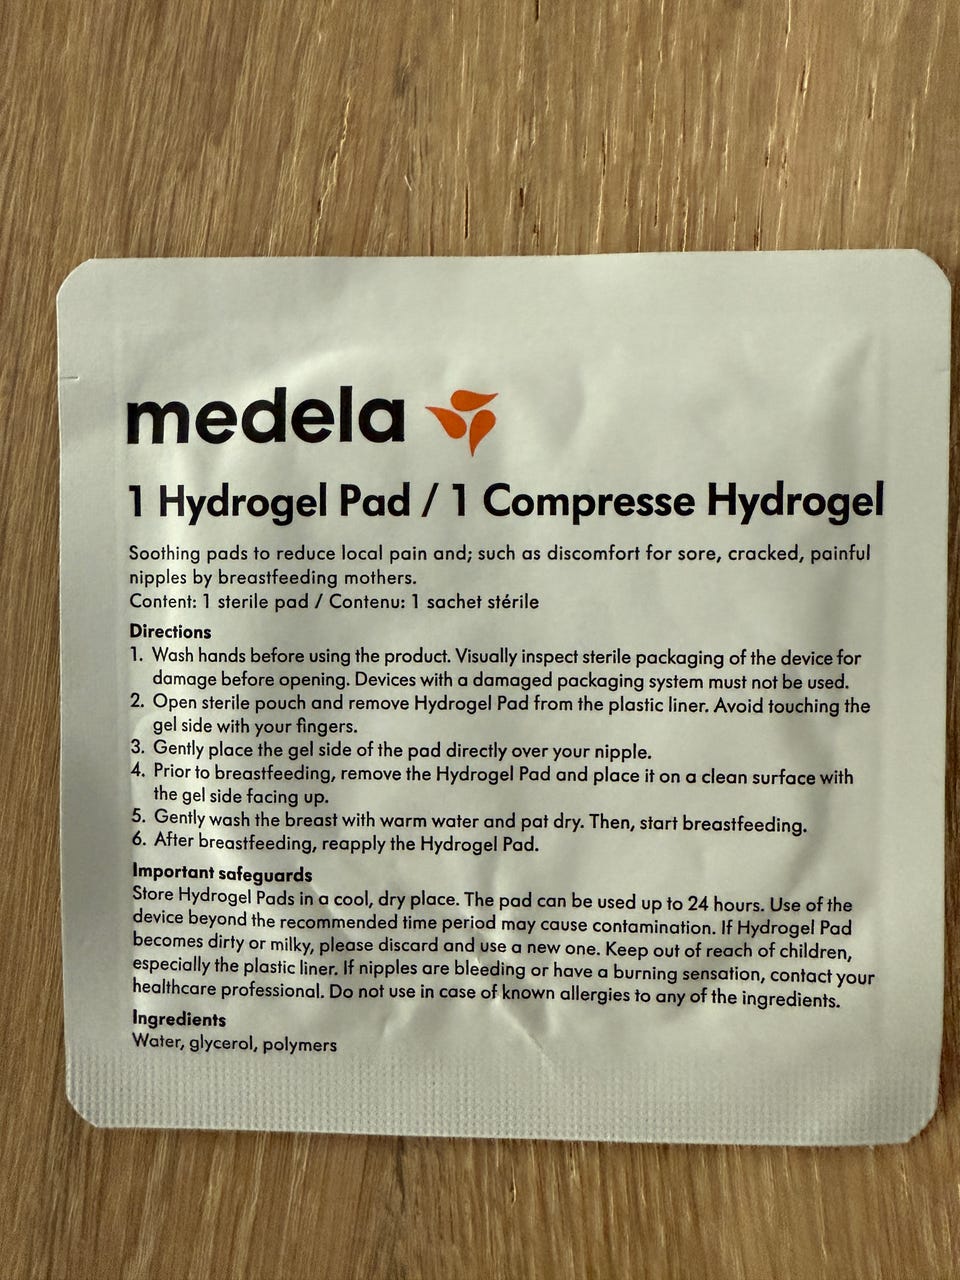 medela
1 Hydrogel Pad / 1 Compresse Hydrogel
Soothing pads to reduce local pain and; such as discomfort for sore, cracked, painful
nipples by breastfeeding mothers.
Content: 1 sterile pad / Contenu: 1 sachet stérile
Directions
1. Wash hands before using the product. Visually inspect sterile packaging of the device for
damage before opening. Devices with a damaged packaging system must not be used.
2. Open sterile pouch and remove Hydrogel Pad from the plastic liner. Avoid touching the
gel side with your fingers.
3. Gently place the gel side of the pad directly over your nipple.
4. Prior to breastfeeding, remove the Hydrogel Pad and place it on a clean surface with
the gel side facing up.
5. Gently wash the breast with warm water and pat dry. Then, start breastfeeding.
6. After breastfeeding, reapply the Hydrogel Pad.
Important safeguards
Store Hydrogel Pads in a cool, dry place. The pad can be used up to 24 hours. Use of the
device beyond the recommended time period may cause contamination. If Hydrogel Pad
becomes dirty or milky, please discard and use a new one. Keep out of reach of children,
especially the plastic liner. If nipples are bleeding or have a burning sensation, contact your
healthcare professional. Do not use in case of known allergies to any of the ingredients.
Ingredients
Water, glycerol, polymers